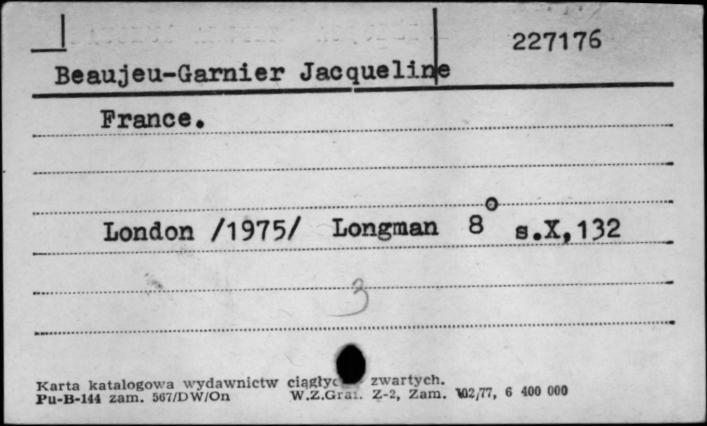 227176
Beaujeu-Garnier Jacqueline
France.
London /1975/ Longman 8° s.X,132
3
Karta katalogowa wydawnictw zwartych.
Pu-B-144 zam. 567/DW/On W.Z.Graf. Z-2, Zam. 102/77, 6 400 000